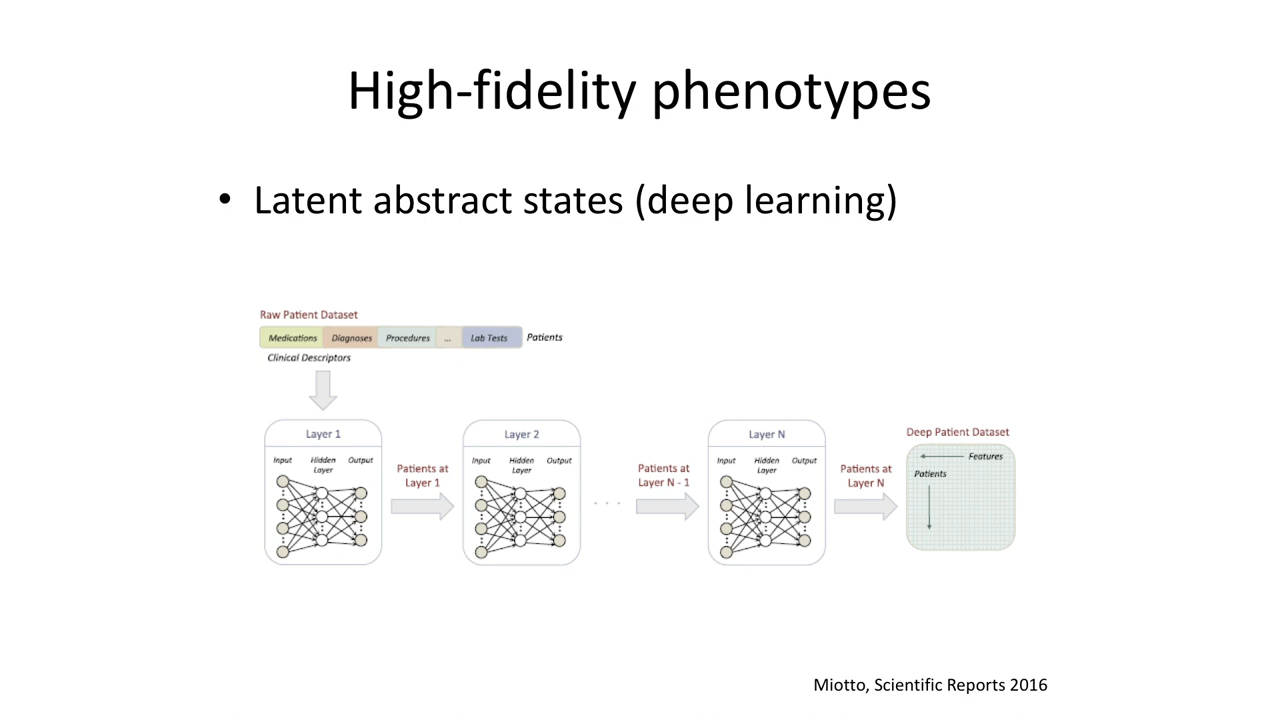 High-fidelity phenotypes
• Latent abstract states (deep learning)
Raw Patient Dataset
Medications Diagnoses Procedures ... Lab Tests Patients
Clinical Descriptors
Layer 1
Input Hidden Layer Output
Patients at Layer 1
Layer 2
Input Hidden Layer Output
. . .
Patients at Layer N - 1
Layer N
Input Hidden Layer Output
Patients at Layer N
Deep Patient Dataset
Features
Patients
Miotto, Scientific Reports 2016